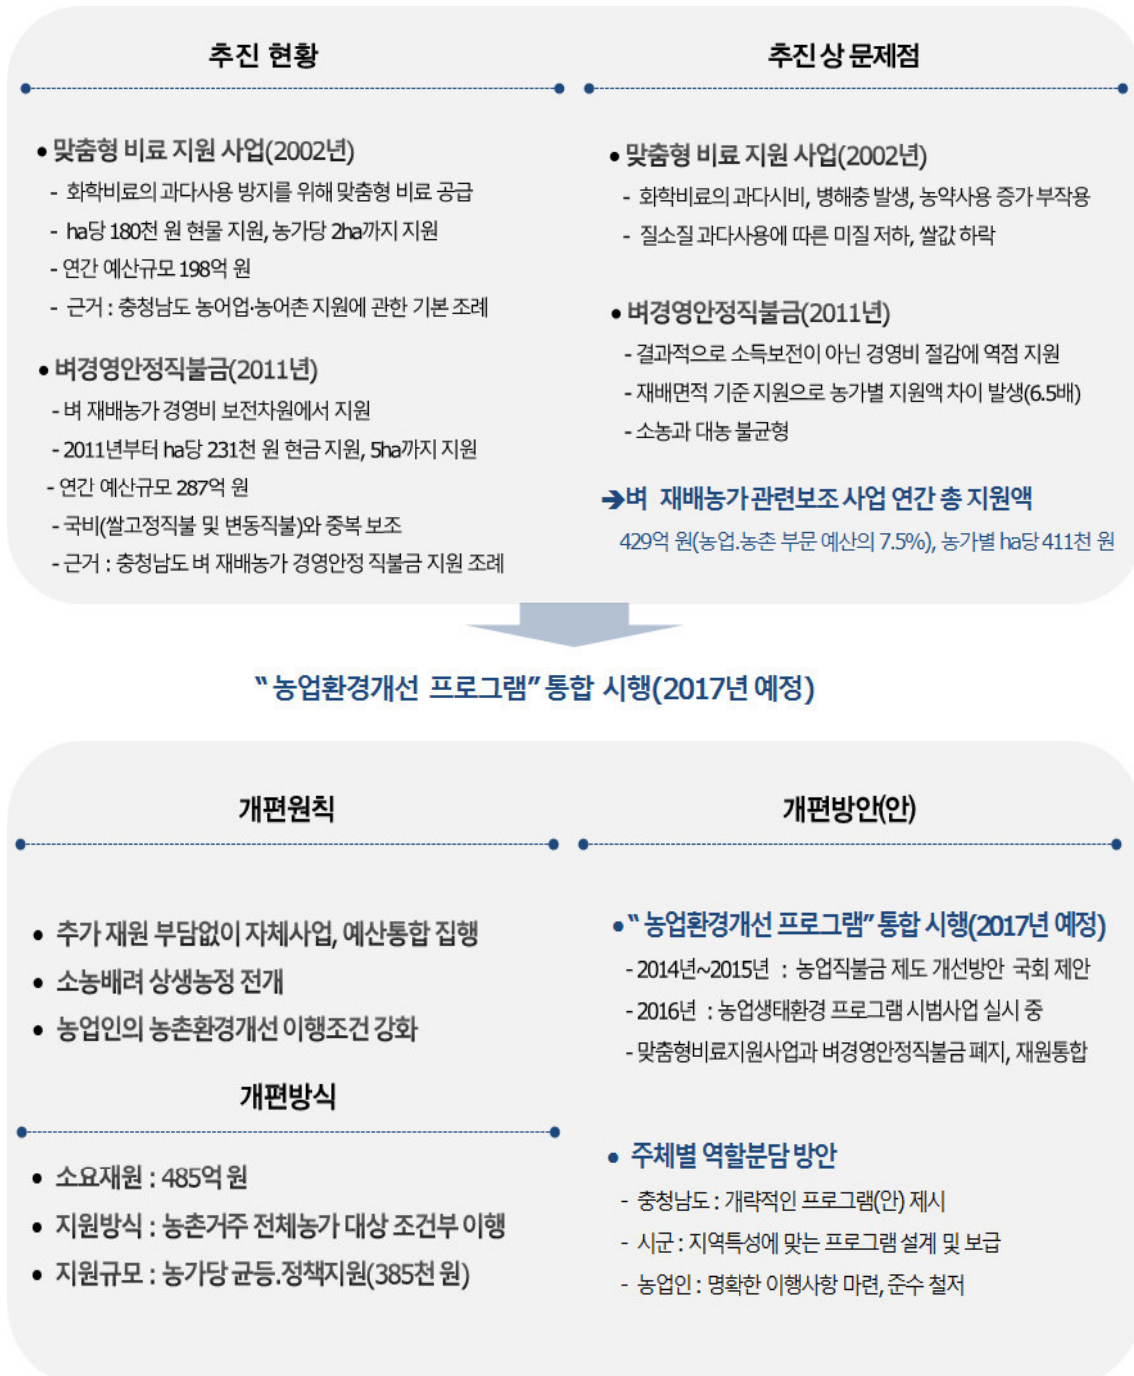 추진 현황
• 맞춤형 비료 지원 사업(2002년)
- 화학비료의 과다사용 방지를 위해 맞춤형 비료 공급
- ha당 180천 원 현물 지원, 농가당 2ha까지 지원
- 연간 예산규모 198억 원
- 근거 : 충청남도 농어업·농어촌 지원에 관한 기본 조례
• 벼경영안정직불금(2011년)
- 벼 재배농가 경영비 보전차원에서 지원
- 2011년부터 ha당 231천 원 현금 지원, 5ha까지 지원
- 연간 예산규모 287억 원
- 국비(쌀고정직불 및 변동직불)와 중복 보조
- 근거 : 충청남도 벼 재배농가 경영안정 직불금 지원 조례
추진상 문제점
• 맞춤형 비료 지원 사업(2002년)
- 화학비료의 과다시비, 병해충 발생, 농약사용 증가 부작용
- 질소질 과다사용에 따른 미질 저하, 쌀값 하락
• 벼경영안정직불금(2011년)
- 결과적으로 소득보전이 아닌 경영비 절감에 역점 지원
- 재배면적 기준 지원으로 농가별 지원액 차이 발생(6.5배)
- 소농과 대농 불균형
➔벼 재배농가 관련보조 사업 연간 총 지원액
429억 원(농업.농촌 부문 예산의 7.5%), 농가별 ha당 411천 원
“ 농업환경개선 프로그램” 통합 시행(2017년 예정)
개편원칙
• 추가 재원 부담없이 자체사업, 예산통합 집행
• 소농배려 상생농정 전개
• 농업인의 농촌환경개선 이행조건 강화
개편방식
• 소요재원 : 485억 원
• 지원방식 : 농촌거주 전체농가 대상 조건부 이행
• 지원규모 : 농가당 균등.정책지원(385천 원)
개편방안(안)
• “ 농업환경개선 프로그램” 통합 시행(2017년 예정)
- 2014년~2015년 : 농업직불금 제도 개선방안 국회 제안
- 2016년 : 농업생태환경 프로그램 시범사업 실시 중
- 맞춤형비료지원사업과 벼경영안정직불금 폐지, 재원통합
• 주체별 역할분담 방안
- 충청남도 : 개략적인 프로그램(안) 제시
- 시군 : 지역특성에 맞는 프로그램 설계 및 보급
- 농업인 : 명확한 이행사항 마련, 준수 철저